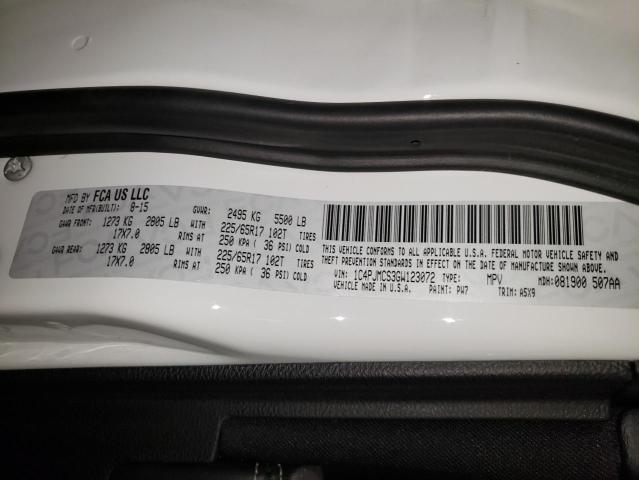 MFD BY FCA US LLC
DATE OF MFR(BUILT): 8-15 GVWR: 2495 KG 5500 LB
GAWR FRONT: 1273 KG 2805 LB 225/65R17 102T TIRES
17X7.0 RIMS AT 250 KPA ( 36 PSI) COLD
GAWR REAR: 1273 KG 2805 LB 225/65R17 102T TIRES
17X7.0 RIMS AT 250 KPA ( 36 PSI) COLD
THIS VEHICLE CONFORMS TO ALL APPLICABLE U.S.A. FEDERAL MOTOR VEHICLE SAFETY AND
THEFT PREVENTION STANDARDS IN EFFECT ON THE DATE OF MANUFACTURE SHOWN ABOVE.
VIN: 1C4PJMCS3GW123072 TYPE: MPV MDH: 081900 507AA
VEHICLE MADE IN U.S.A. PAINT: PW7 TRIM: A5X9